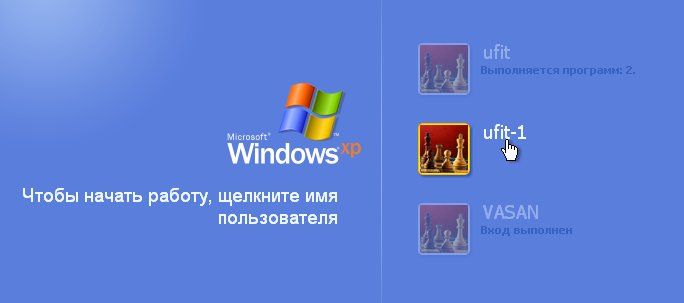 Microsoft®
Windows xp
Чтобы начать работу, щелкните имя
пользователя
ufit
Выполняется программ: 2.
ufit-1
VASAN
Вход выполнен